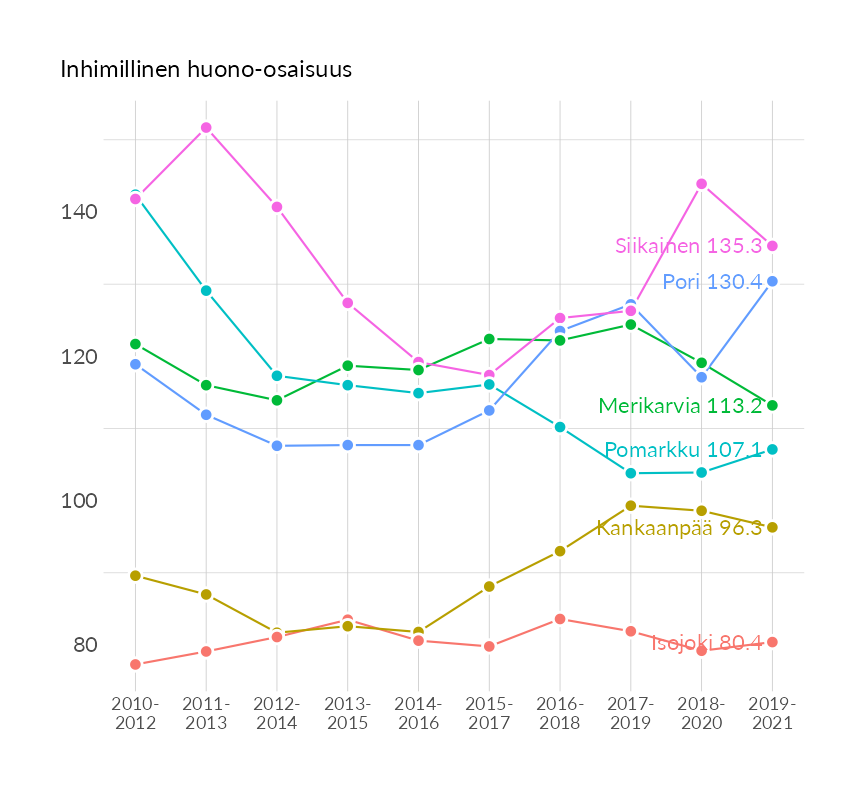 Inhimillinen huono-osaisuus
140
120
100
80
Siikainen 135.3
Pori 130.4
Merikarvia 113.2
Pomarkku 107.1
Kankaanpää 96.3
Isojoki 80.4
2010- 2011- 2012- 2013- 2014- 2015- 2016- 2017- 2018- 2019-
2012 2013 2014 2015 2016 2017 2018 2019 2020 2021